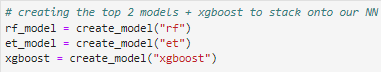 # creating the top 2 models + xgboost to stack onto our NN
rf_model = create_model("rf")
et_model = create_model("et")
xgboost = create_model("xgboost")